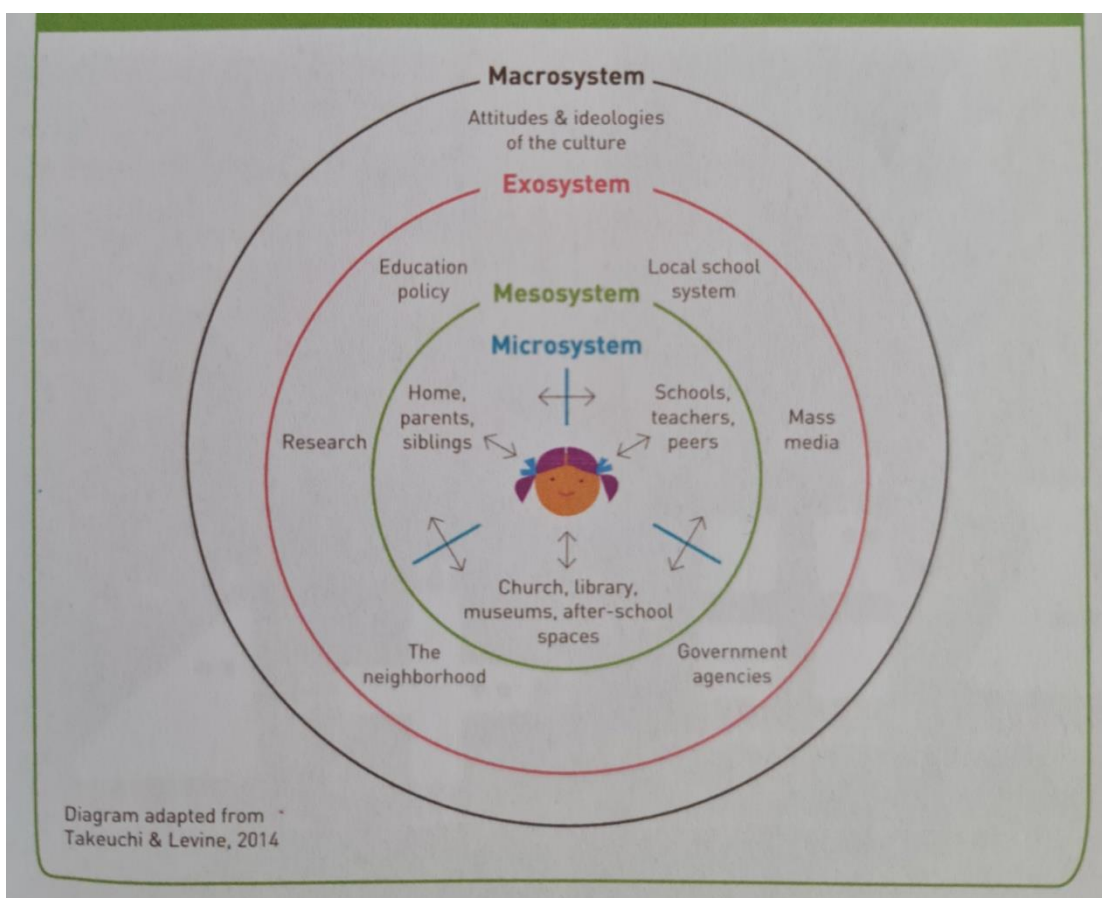 Macrosystem
Attitudes & ideologies
of the culture
Exosystem
Education
policy
Local school
system
Mesosystem
Microsystem
Home,
parents,
siblings
Schools,
teachers,
peers
Research
Mass
media
Church, library,
museums, after-school
spaces
The
neighborhood
Government
agencies
Diagram adapted from
Takeuchi & Levine, 2014